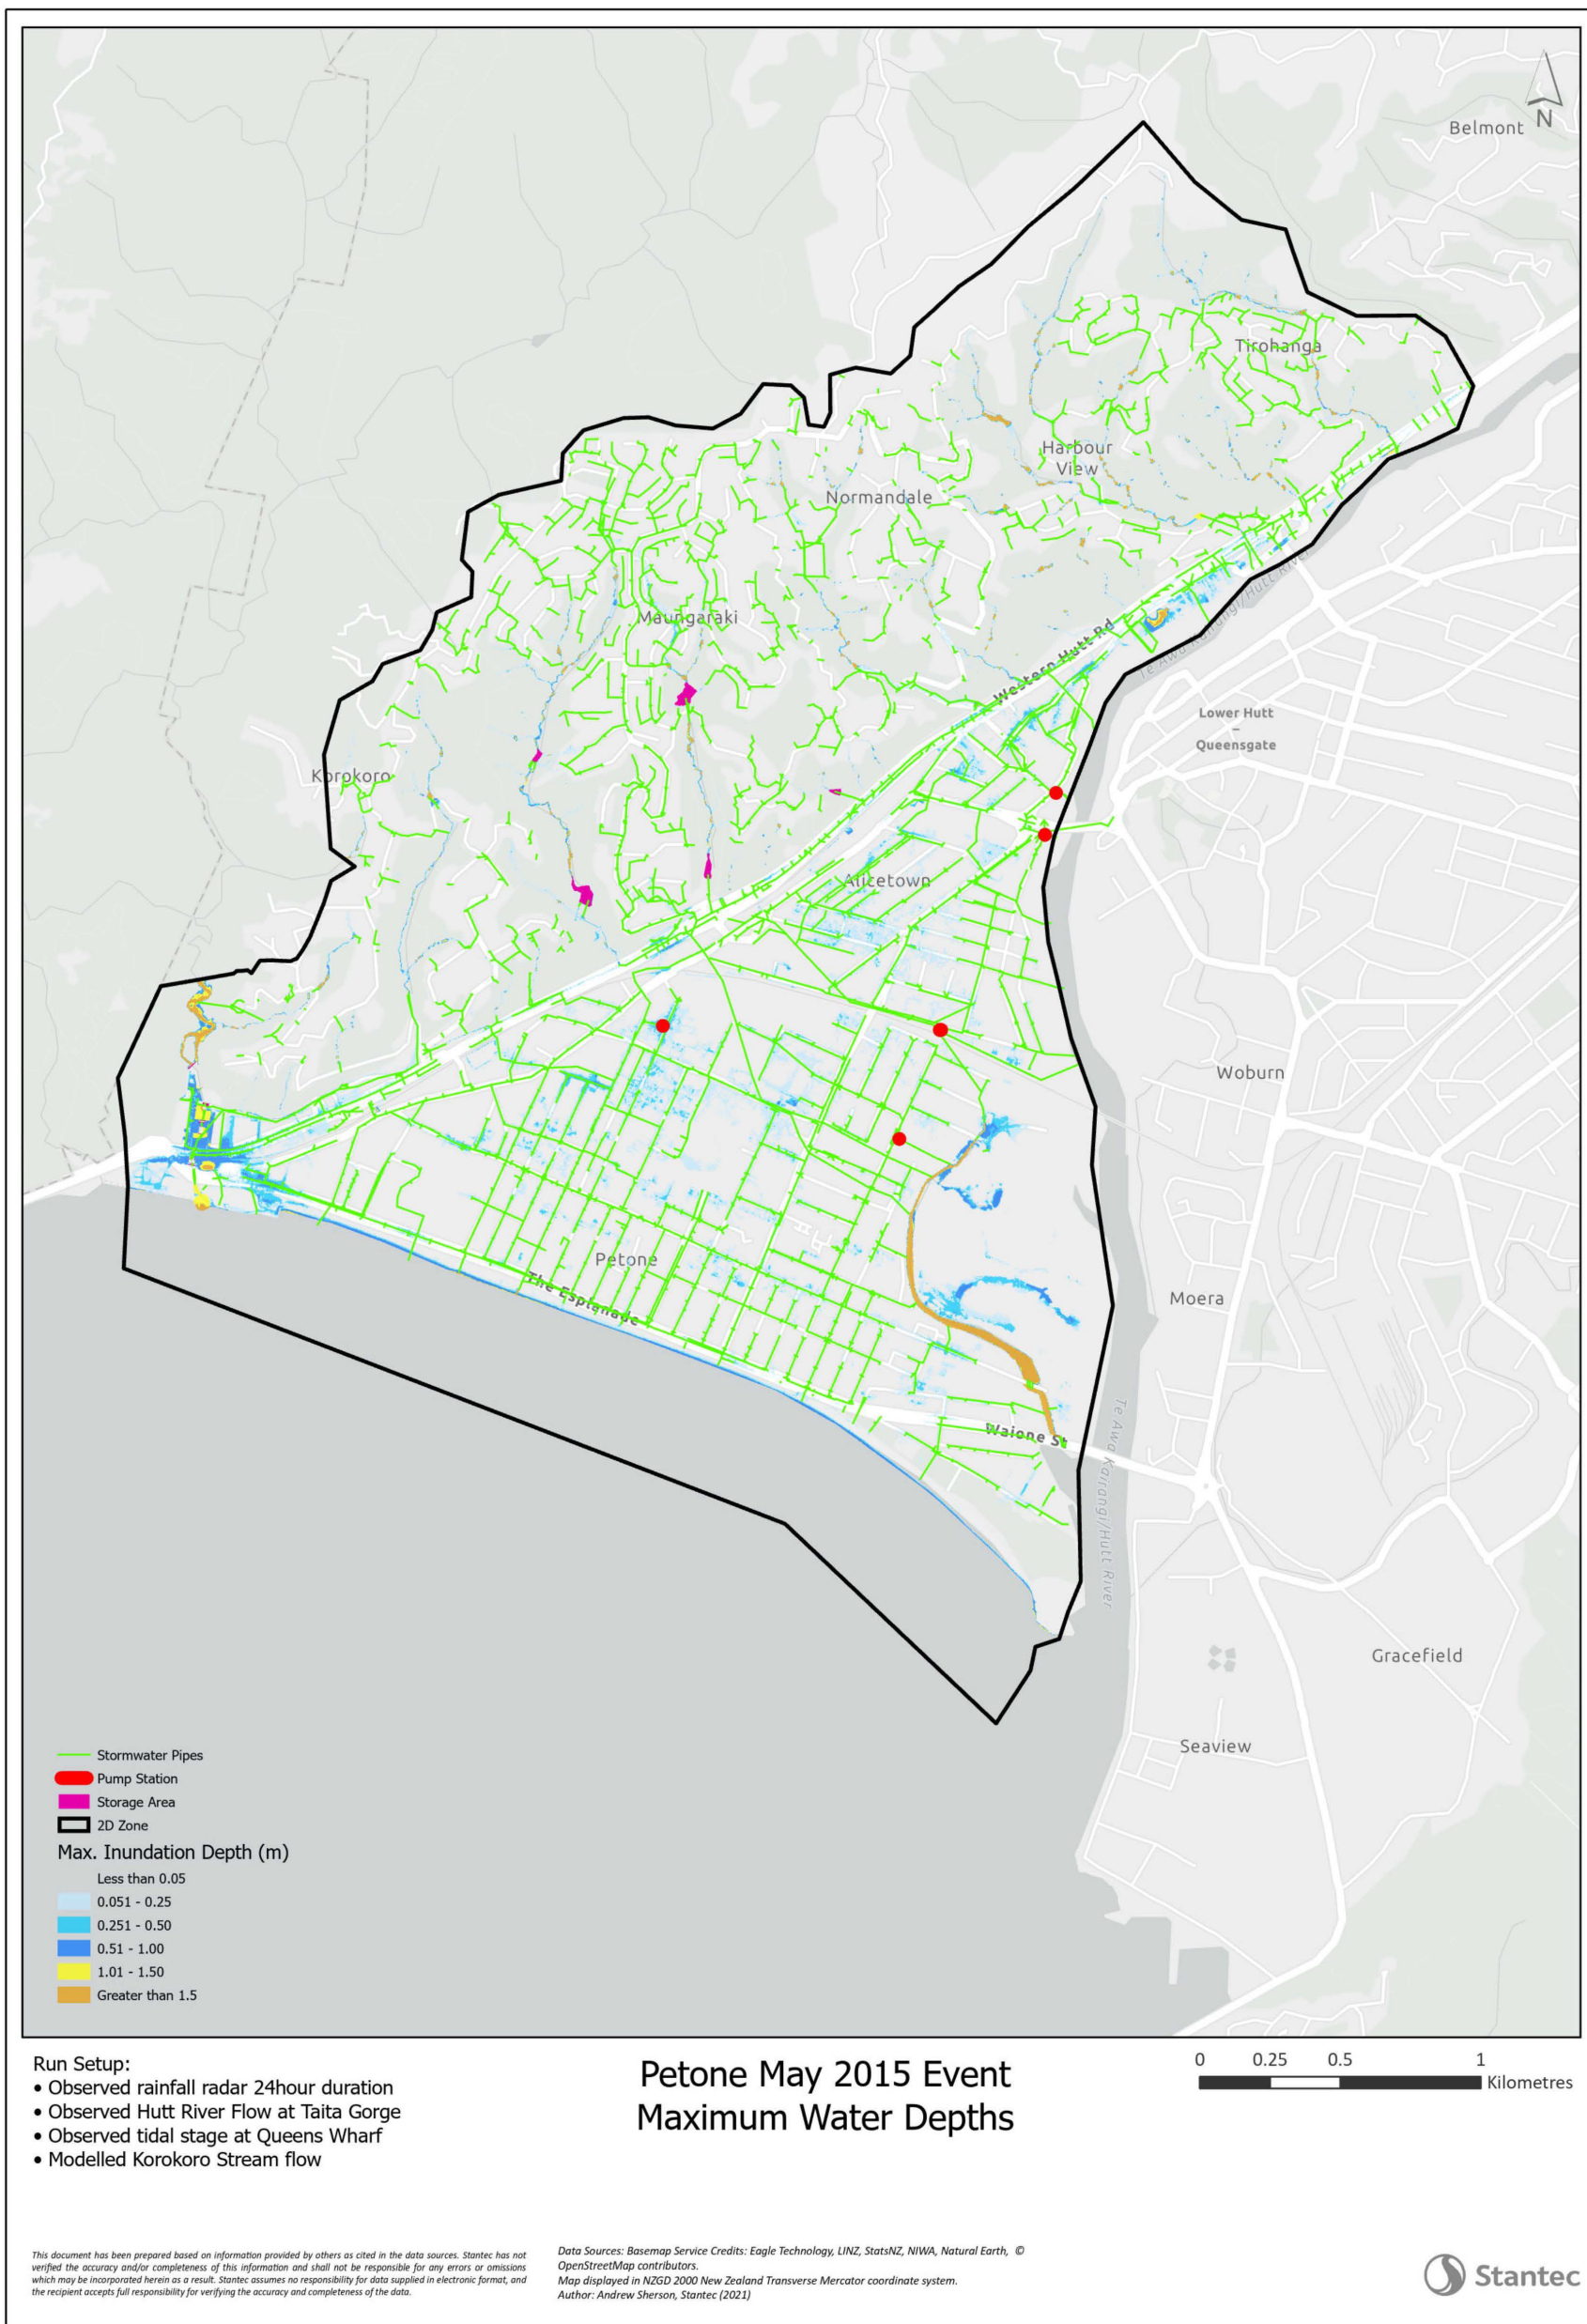 Belmont
N
Tirohanga
Harbour
View
Normandale
Te Awa Kairangi/Hutt River
Maungaraki
Western Hutt Rd
Lower Hutt
–
Queensgate
Korokoro
Alicetown
Woburn
Petone
The Esplanade
Moera
Waione St
Te Awa Kairangi/Hutt River
Gracefield
Seaview
Stormwater Pipes
Pump Station
Storage Area
2D Zone
Max. Inundation Depth (m)
Less than 0.05
0.051 - 0.25
0.251 - 0.50
0.51 - 1.00
1.01 - 1.50
Greater than 1.5
Run Setup:
• Observed rainfall radar 24hour duration
• Observed Hutt River Flow at Taita Gorge
• Observed tidal stage at Queens Wharf
• Modelled Korokoro Stream flow
Petone May 2015 Event
Maximum Water Depths
0 0.25 0.5 1
Kilometres
This document has been prepared based on information provided by others as cited in the data sources. Stantec has not
verified the accuracy and/or completeness of this information and shall not be responsible for any errors or omissions
which may be incorporated herein as a result. Stantec assumes no responsibility for data supplied in electronic format, and
the recipient accepts full responsibility for verifying the accuracy and completeness of the data.
Data Sources: Basemap Service Credits: Eagle Technology, LINZ, StatsNZ, NIWA, Natural Earth, ©
OpenStreetMap contributors.
Map displayed in NZGD 2000 New Zealand Transverse Mercator coordinate system.
Author: Andrew Sherson, Stantec (2021)
Stantec